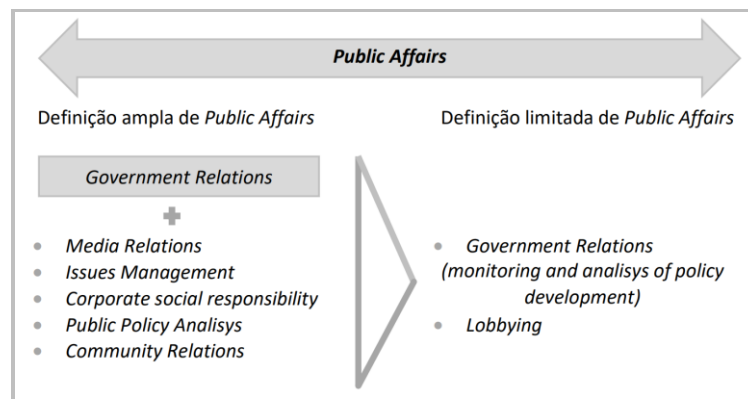 Public Affairs
Definição ampla de Public Affairs
Government Relations
Media Relations
Issues Management
Corporate social responsibility
Public Policy Analisys
Community Relations
Definição limitada de Public Affairs
Government Relations
(monitoring and analisys of policy
development)
Lobbying